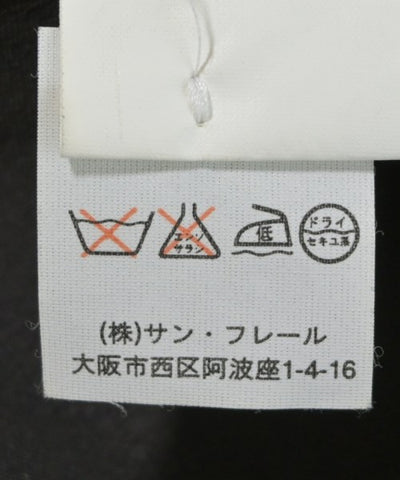 エンソ
サラシ
低
ドライ
セキユ系
(株)サン・フレール
大阪市西区阿波座1-4-16